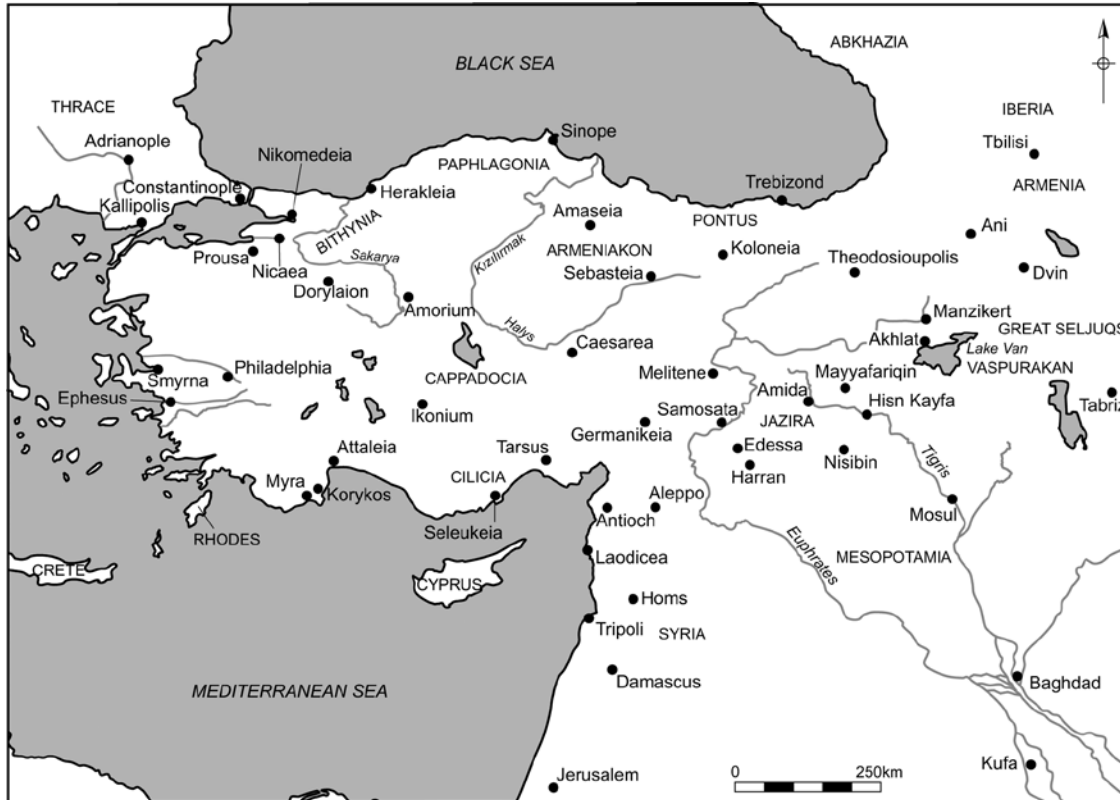 BLACK SEA
ABKHAZIA
THRACE
IBERIA
Adrianople
Sinope
Tbilisi
Nikomedeia
PAPHLAGONIA
Constantinople
Herakleia
Trebizond
ARMENIA
Kallipolis
Amaseia
PONTUS
Ani
BITHYNIA
ARMENIAKON
Koloneia
Prousa
Sakarya
Kızılırmak
Nicaea
Sebasteia
Theodosioupolis
Dvin
Dorylaion
Amorium
Manzikert
Halys
GREAT SELJUQS
Akhlat
Lake Van
Caesarea
VASPURAKAN
Philadelphia
CAPPADOCIA
Melitene
Mayyafariqin
Smyrna
Amida
Tabriz
Ephesus
Ikonium
Samosata
JAZIRA
Hisn Kayfa
Germanikeia
Attaleia
Tarsus
Edessa
Nisibin
Tigris
Harran
Myra
Korykos
CILICIA
Aleppo
Antioch
Mosul
RHODES
Seleukeia
Laodicea
Euphrates
MESOPOTAMIA
CRETE
CYPRUS
Homs
Tripoli
SYRIA
MEDITERRANEAN SEA
Damascus
Baghdad
Jerusalem
0 250km
Kufa